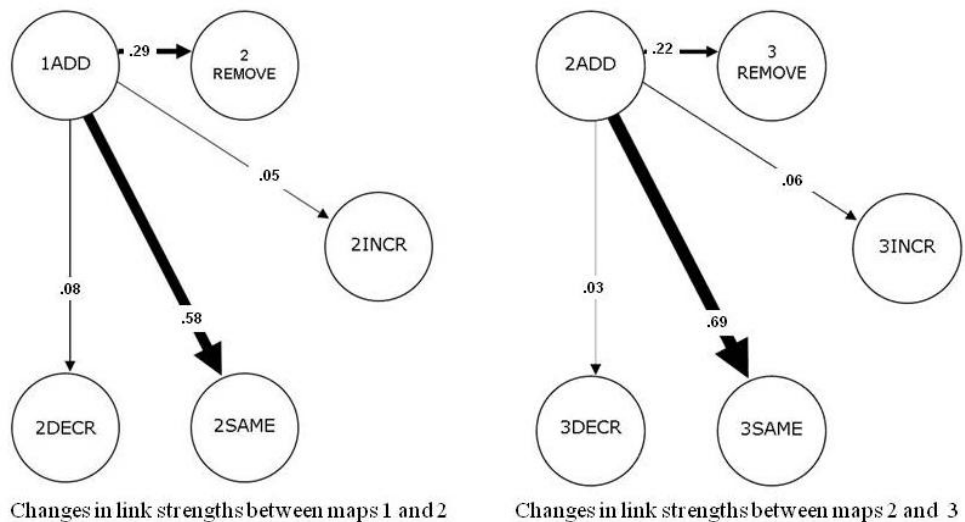 1ADD
.29
2
REMOVE
.05
2INCR
.08
.58
2DECR
2SAME
Changes in link strengths between maps 1 and 2
2ADD
.22
3
REMOVE
.06
3INCR
.03
.69
3DECR
3SAME
Changes in link strengths between maps 2 and 3